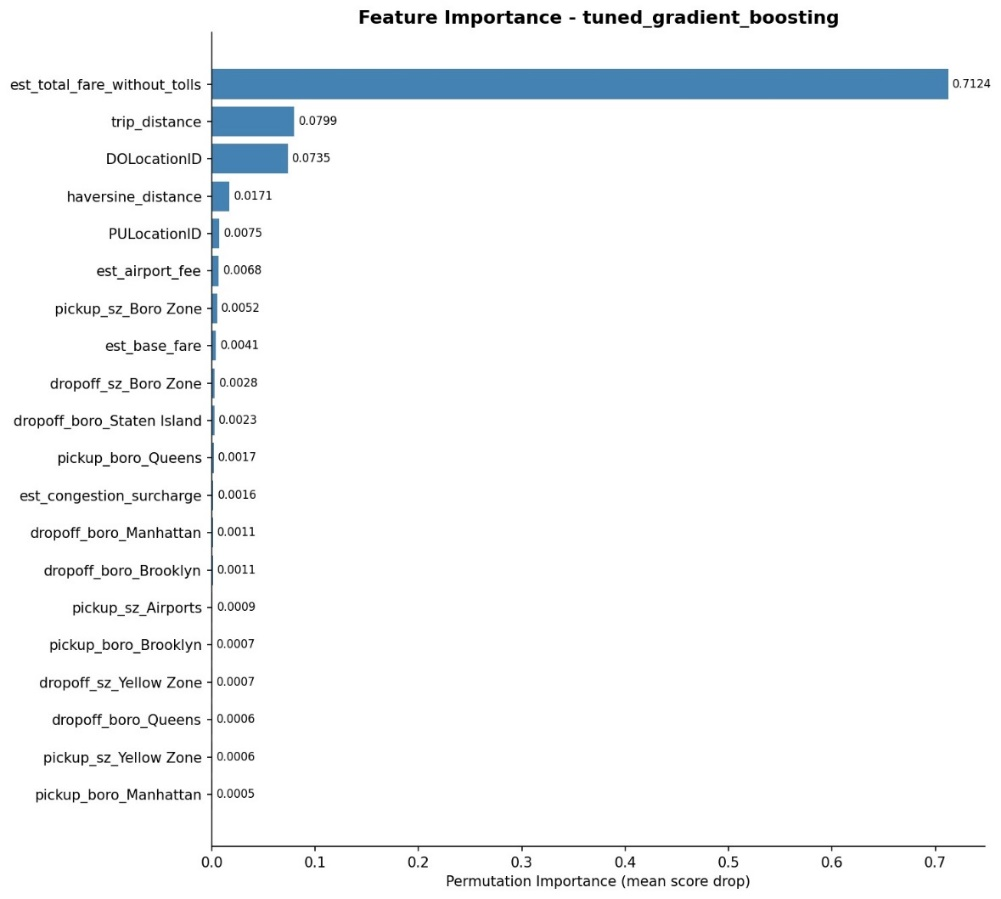 Feature Importance - tuned_gradient_boosting
est_total_fare_without_tolls 0.7124
trip_distance 0.0799
DOLocationID 0.0735
haversine_distance 0.0171
PULocationID 0.0075
est_airport_fee 0.0068
pickup_sz_Boro Zone 0.0052
est_base_fare 0.0041
dropoff_sz_Boro Zone 0.0028
dropoff_boro_Staten Island 0.0023
pickup_boro_Queens 0.0017
est_congestion_surcharge 0.0016
dropoff_boro_Manhattan 0.0011
dropoff_boro_Brooklyn 0.0011
pickup_sz_Airports 0.0009
pickup_boro_Brooklyn 0.0007
dropoff_sz_Yellow Zone 0.0007
dropoff_boro_Queens 0.0006
pickup_sz_Yellow Zone 0.0006
pickup_boro_Manhattan 0.0005
0.0 0.1 0.2 0.3 0.4 0.5 0.6 0.7
Permutation Importance (mean score drop)